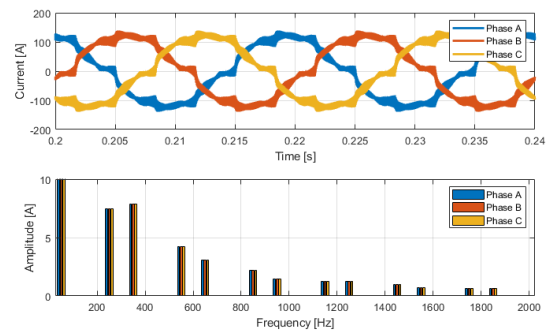 200
100
0
-100
-200
Current [A]
Phase A
Phase B
Phase C
0.2 0.205 0.21 0.215 0.22 0.225 0.23 0.235 0.24
Time [s]
10
5
0
Amplitude [A]
Phase A
Phase B
Phase C
200 400 600 800 1000 1200 1400 1600 1800 2000
Frequency [Hz]